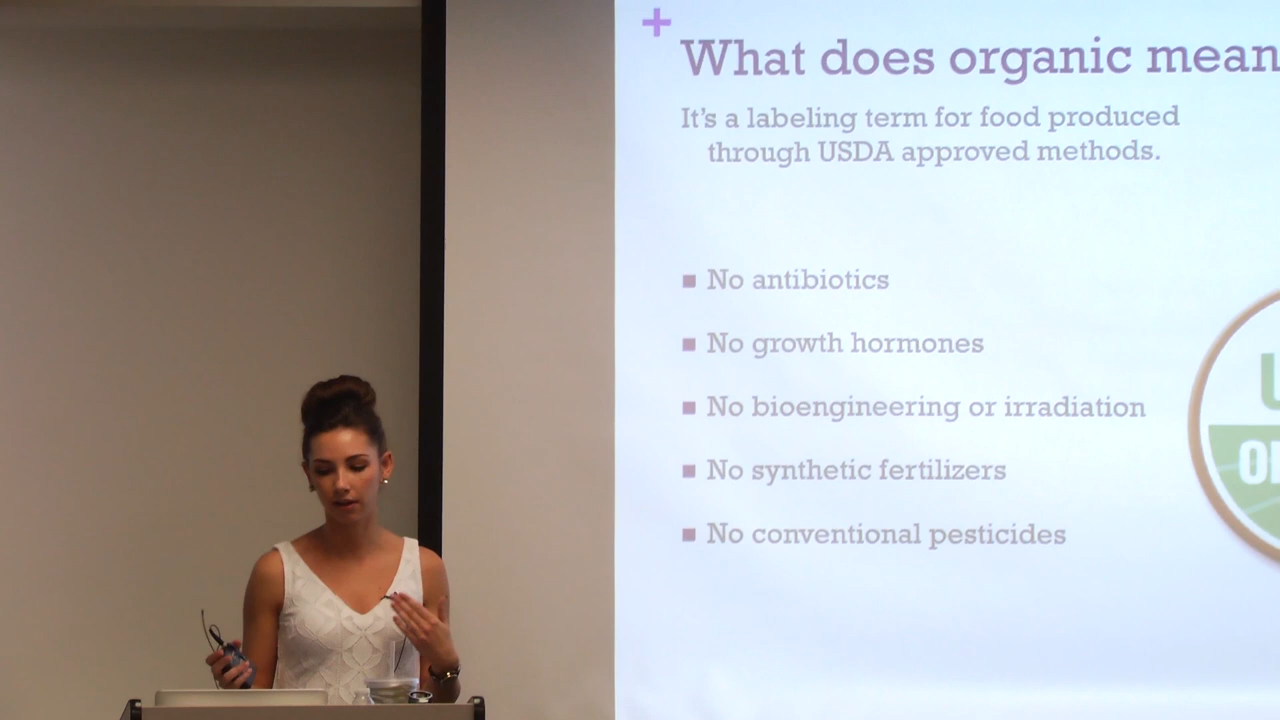 +
What does organic mean
It's a labeling term for food produced
through USDA approved methods.
■ No antibiotics
■ No growth hormones
■ No bioengineering or irradiation
■ No synthetic fertilizers
■ No conventional pesticides